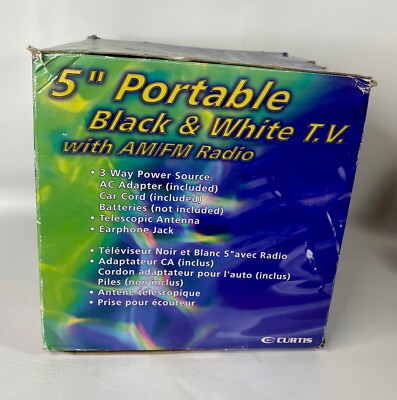 5" Portable
Black & White T.V.
with AM/FM Radio
• 3 Way Power Source
AC Adapter (included)
Car Cord (included)
Batteries (not included)
• Telescopic Antenna
• Earphone Jack
• Téléviseur Noir et Blanc 5"avec Radio
• Adaptateur CA (inclus)
Cordon adaptateur pour l'auto (inclus)
Piles (non inclus)
• Antene télescopique
• Prise pour écouteur
CURTIS